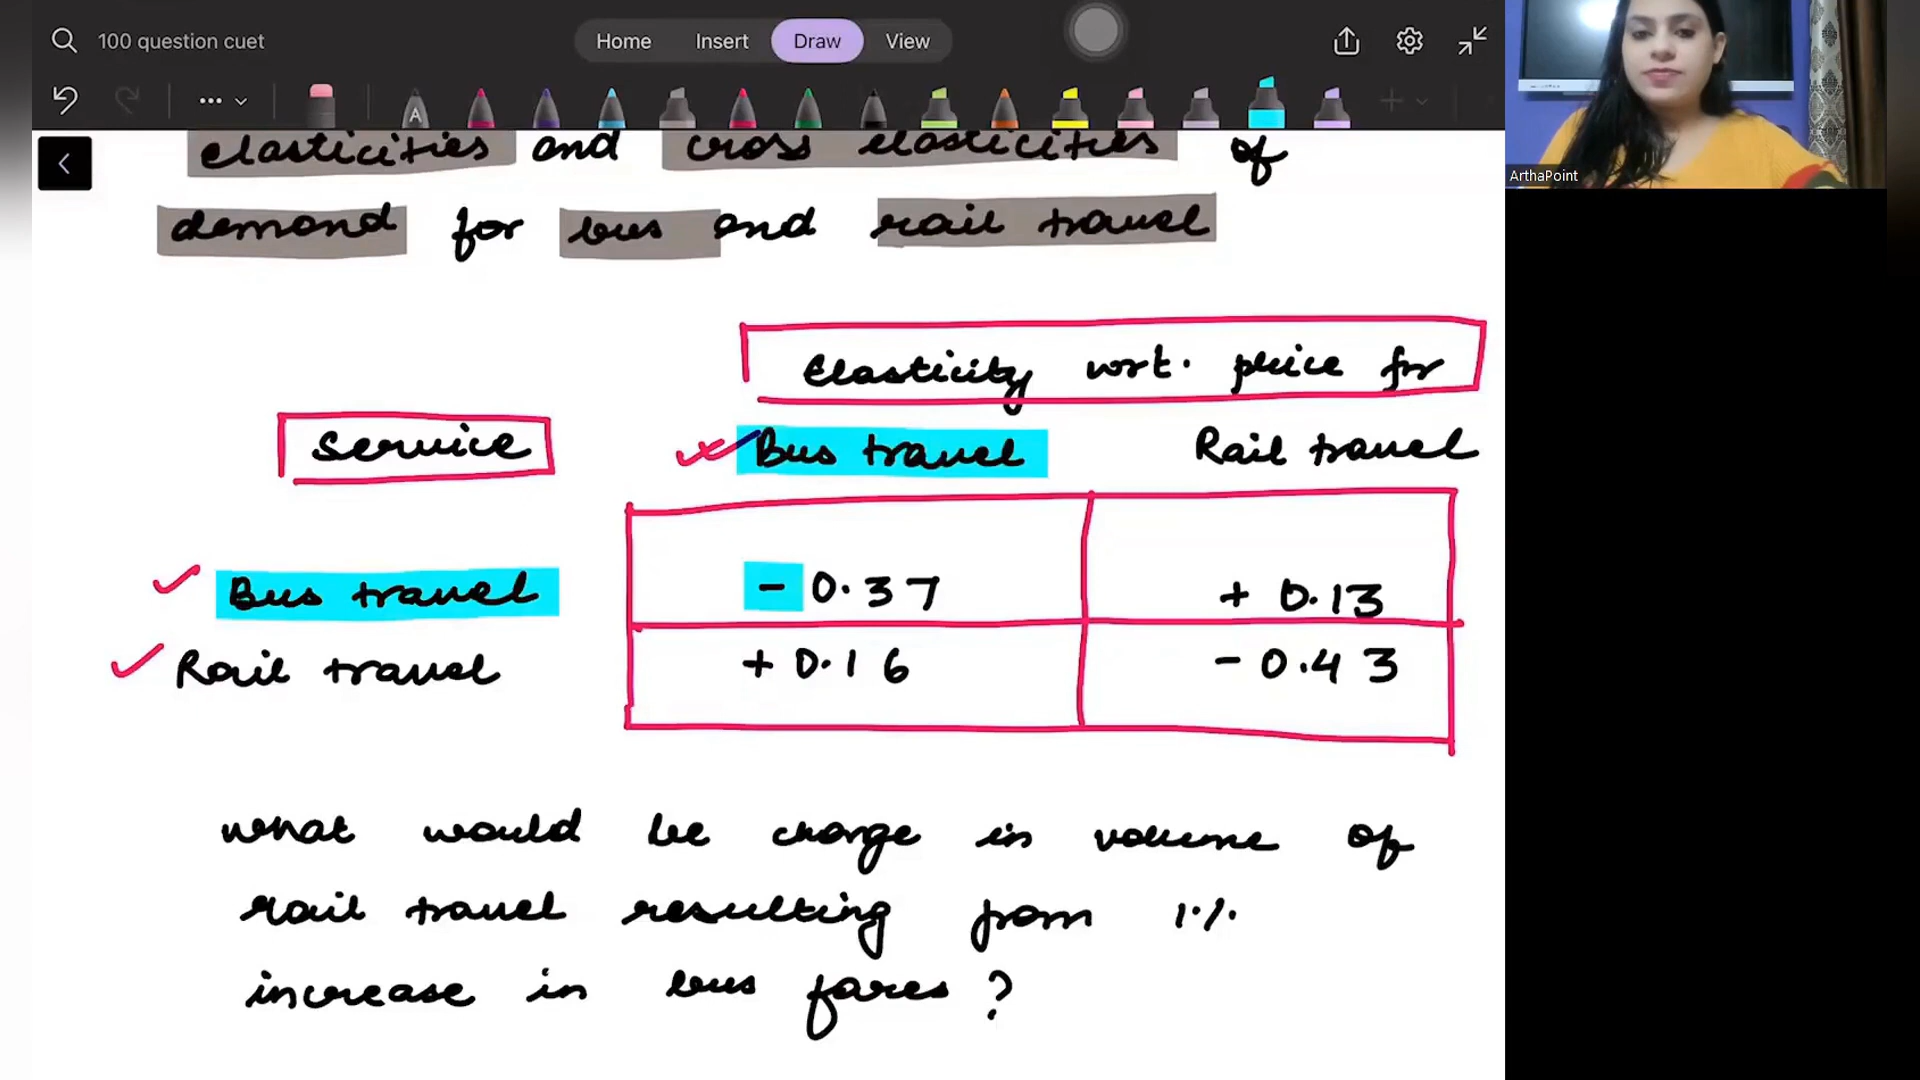 100 question cuet
Home Insert Draw View
A
ArthaPoint
elasticities and cross elasticities of
demand for bus and rail travel
Elasticity wrt. price for
Service Bus travel Rail travel
Bus travel - 0.37 + 0.13
Rail travel + 0.16 - 0.43
what would be change in volume of
rail travel resulting from 1%
increase in bus fares ?